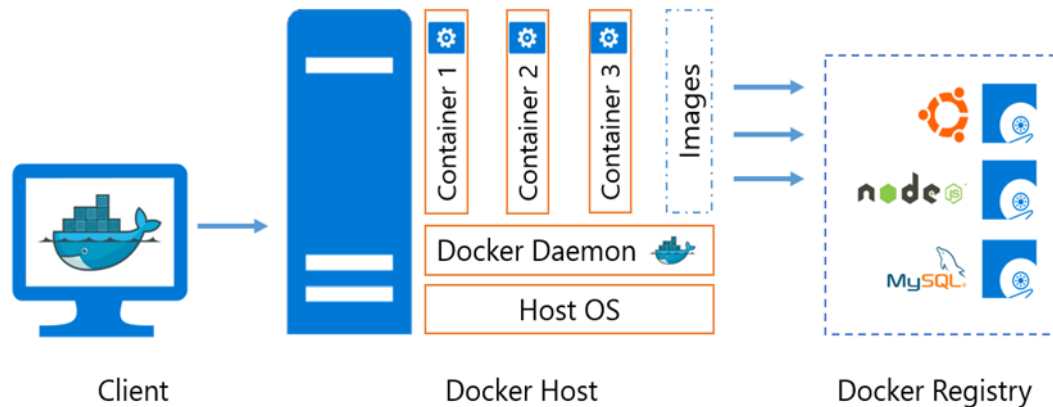 Container 1
Container 2
Container 3
Images
Docker Daemon
Host OS
node
JS
MySQL
Client
Docker Host
Docker Registry